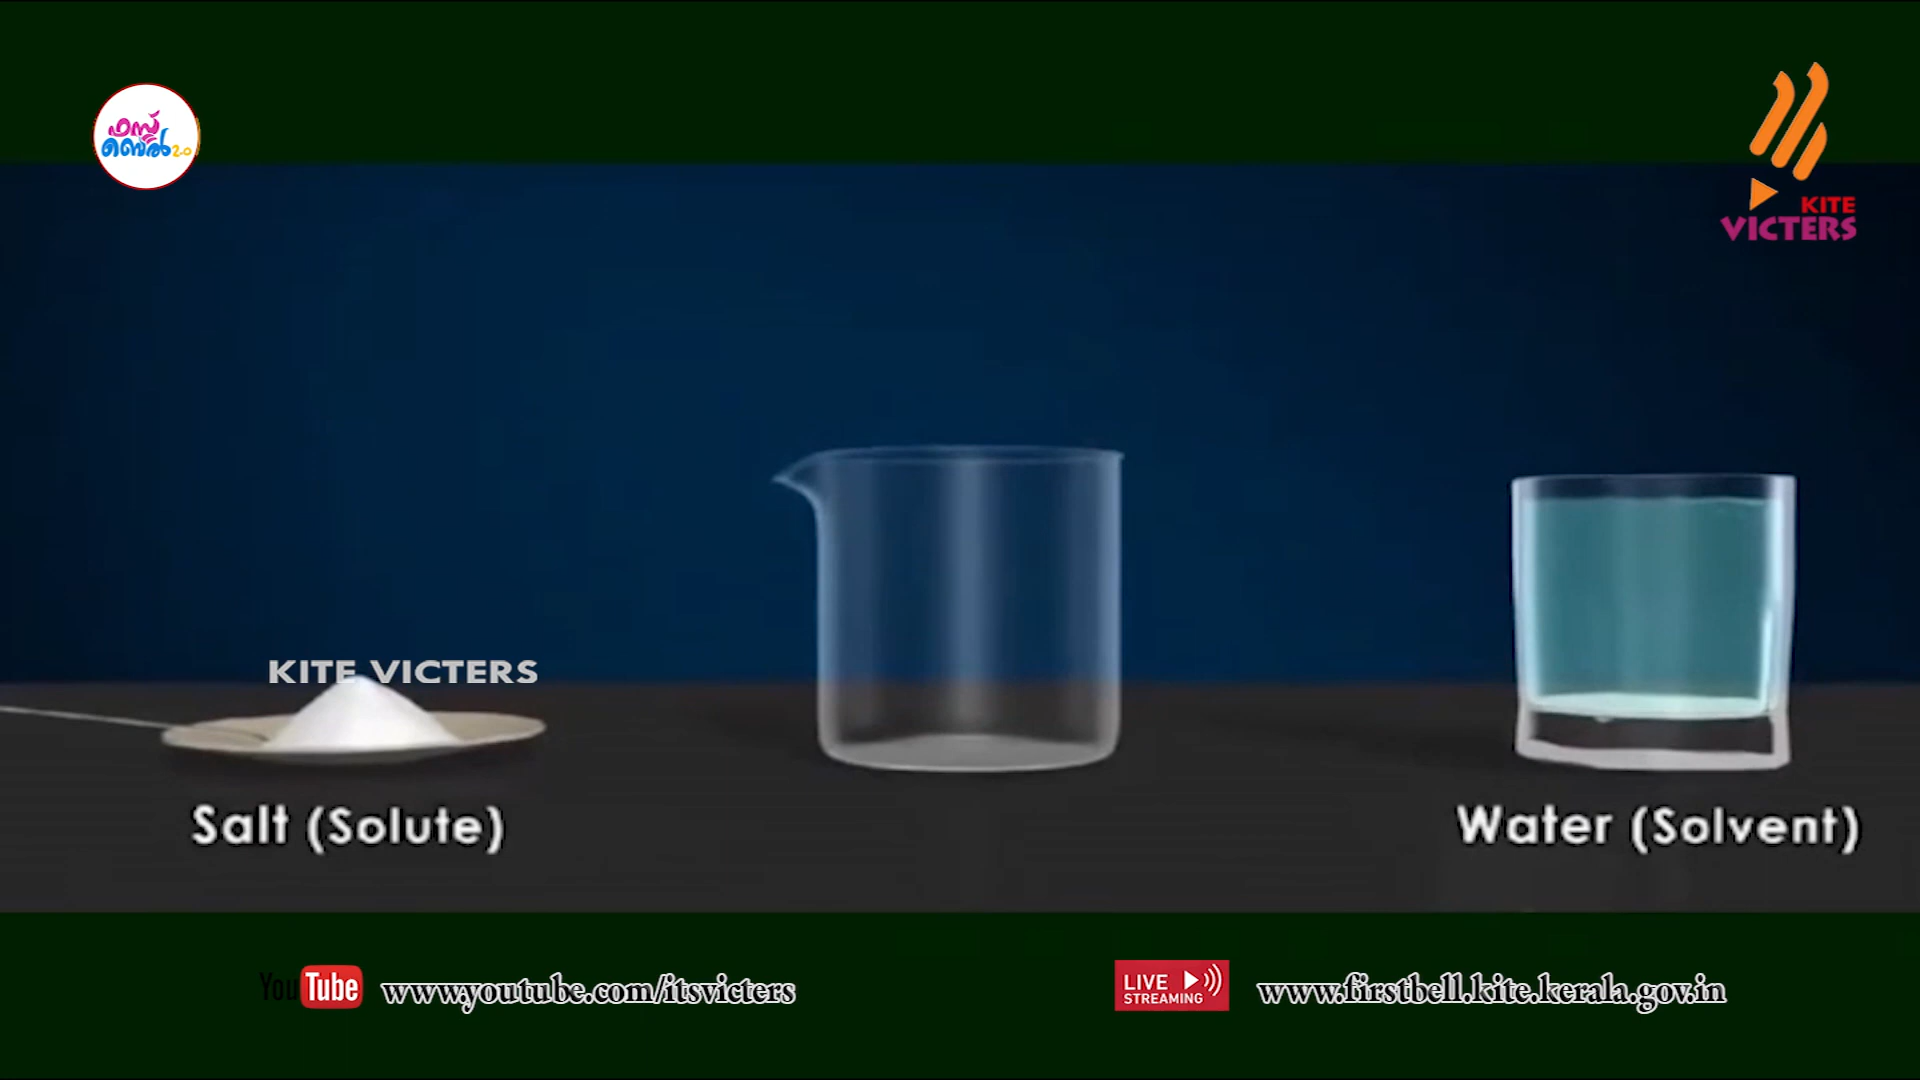 ഫസ്റ്റ്
ബെൽ 2.0
KITE
VICTERS
KITE VICTERS
Salt (Solute)
Water (Solvent)
YouTube www.youtube.com/itsvicters
LIVE
STREAMING
www.firstbell.kite.kerala.gov.in